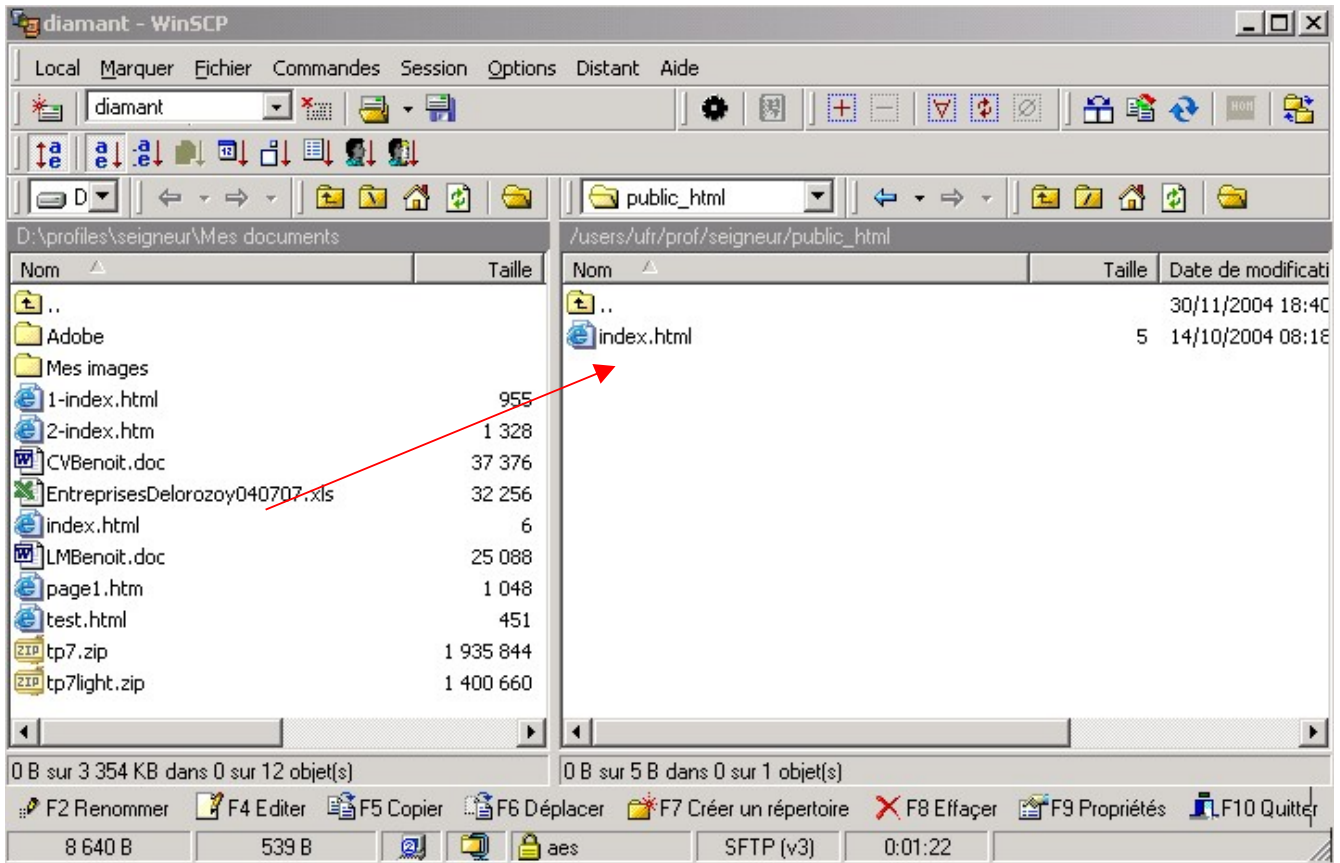 diamant - WinSCP
Local Marquer Fichier Commandes Session Options Distant Aide
diamant
D public_html
D:\profiles\seigneur\Mes documents /users/ufr/prof/seigneur/public_html
Nom Taille Nom Taille Date de modificati
.. .. 30/11/2004 18:40
Adobe index.html 5 14/10/2004 08:18
Mes images
1-index.html 955
2-index.htm 1 328
CVBenoit.doc 37 376
EntreprisesDelorozoy040707.xls 32 256
index.html 6
LMBenoit.doc 25 088
page1.htm 1 048
test.html 451
tp7.zip 1 935 844
tp7light.zip 1 400 660
0 B sur 3 354 KB dans 0 sur 12 objet(s) 0 B sur 5 B dans 0 sur 1 objet(s)
F2 Renommer F4 Editer F5 Copier F6 Déplacer F7 Créer un répertoire F8 Effaçer F9 Propriétés F10 Quitter
8 640 B 539 B aes SFTP (v3) 0:01:22